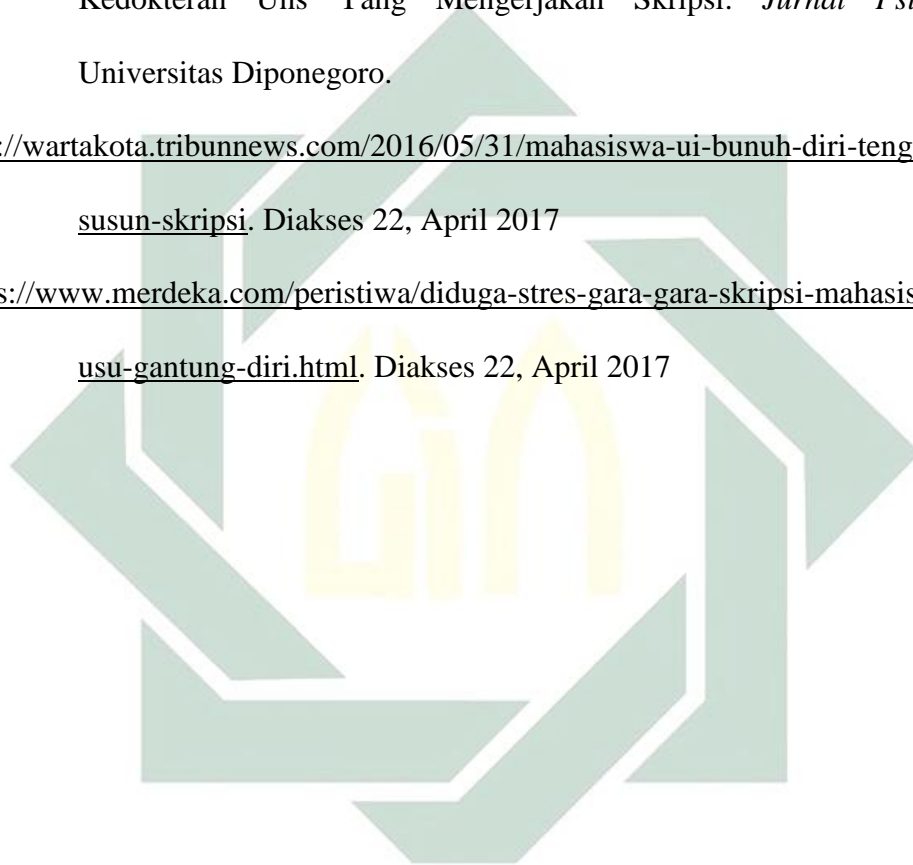 Kedokteran Unis Yang Mengerjakan Skripsi. Jurnal Psi
Universitas Diponegoro.
://wartakota.tribunnews.com/2016/05/31/mahasiswa-ui-bunuh-diri-teng
susun-skripsi. Diakses 22, April 2017
s://www.merdeka.com/peristiwa/diduga-stres-gara-gara-skripsi-mahasis
usu-gantung-diri.html. Diakses 22, April 2017